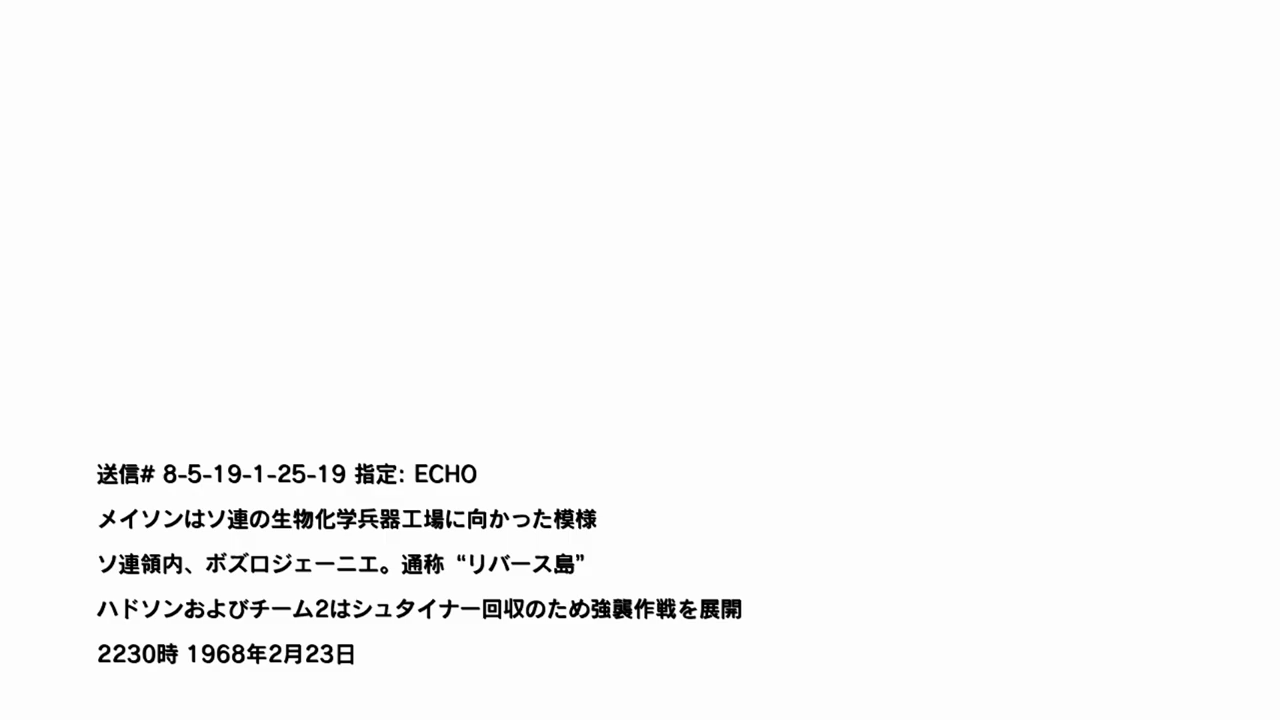 送信# 8-5-19-1-25-19 指定: ECHO
メイソンはソ連の生物化学兵器工場に向かった模様
ソ連領内、ボズロジェーニエ。通称 “リバース島”
ハドソンおよびチーム2はシュタイナー回収のため強襲作戦を展開
2230時 1968年2月23日